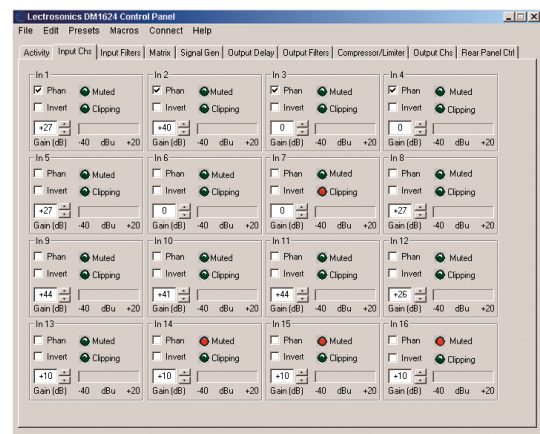 Lectrosonics DM1624 Control Panel
File Edit Presets Macros Connect Help
Activity Input Chs Input Filters Matrix Signal Gen Output Delay Output Filters Compressor/Limiter Output Chs Rear Panel Ctrl
In 1 In 2 In 3 In 4
Phan Muted Phan Muted Phan Muted Phan Muted
Invert Clipping Invert Clipping Invert Clipping Invert Clipping
+27 +40 0 0
Gain (dB) -40 dBu +20 Gain (dB) -40 dBu +20 Gain (dB) -40 dBu +20 Gain (dB) -40 dBu +20
In 5 In 6 In 7 In 8
Phan Muted Phan Muted Phan Muted Phan Muted
Invert Clipping Invert Clipping Invert Clipping Invert Clipping
+27 0 0 +27
Gain (dB) -40 dBu +20 Gain (dB) -40 dBu +20 Gain (dB) -40 dBu +20 Gain (dB) -40 dBu +20
In 9 In 10 In 11 In 12
Phan Muted Phan Muted Phan Muted Phan Muted
Invert Clipping Invert Clipping Invert Clipping Invert Clipping
+44 +41 +44 +26
Gain (dB) -40 dBu +20 Gain (dB) -40 dBu +20 Gain (dB) -40 dBu +20 Gain (dB) -40 dBu +20
In 13 In 14 In 15 In 16
Phan Muted Phan Muted Phan Muted Phan Muted
Invert Clipping Invert Clipping Invert Clipping Invert Clipping
+10 +10 +10 +10
Gain (dB) -40 dBu +20 Gain (dB) -40 dBu +20 Gain (dB) -40 dBu +20 Gain (dB) -40 dBu +20